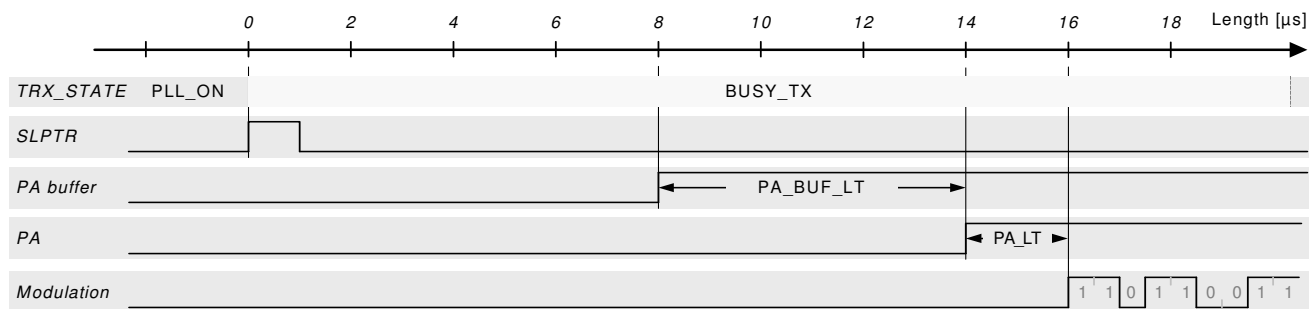 0 2 4 6 8 10 12 14 16 18 Length [µs]
TRX_STATE PLL_ON BUSY_TX
SLPTR
PA buffer PA_BUF_LT
PA PA_LT
Modulation 1 1 0 1 1 0 0 1 1